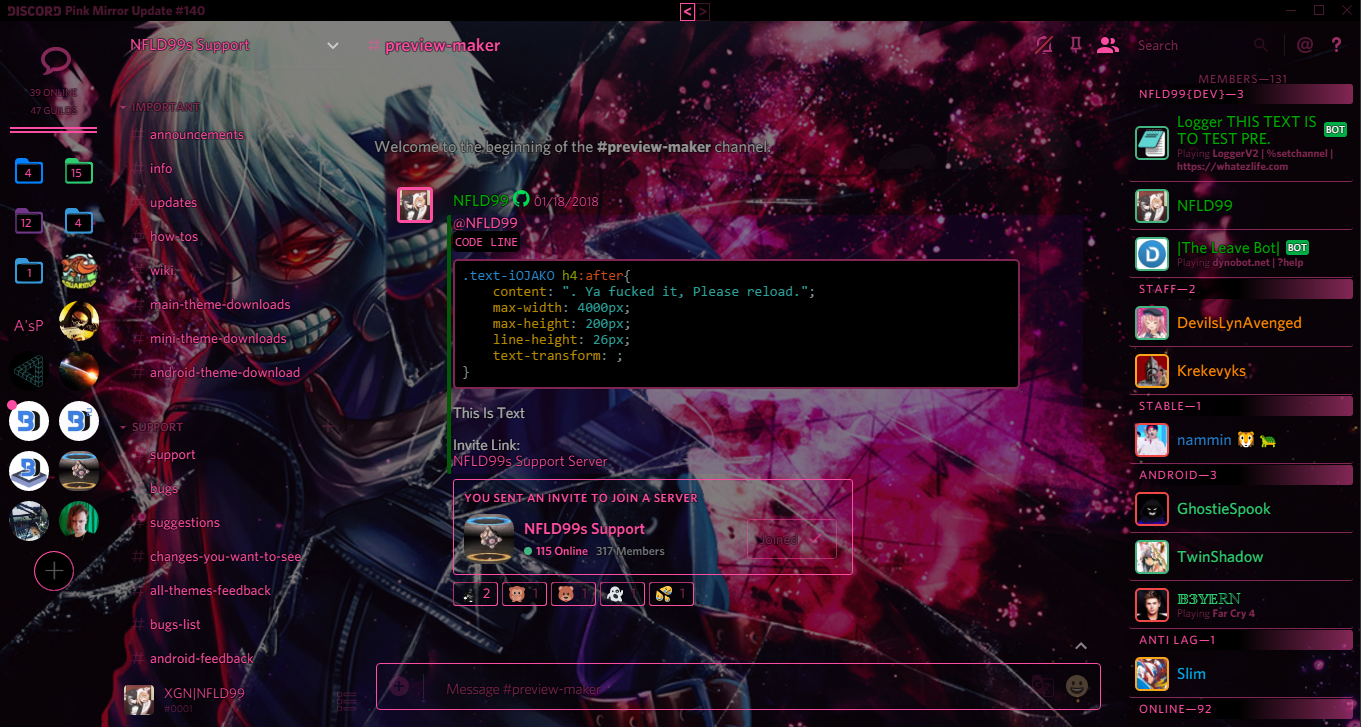 DISCORD Pink Mirror Update #140
< >
NFLD99s Support
# preview-maker
Search
@ ?
39 ONLINE
47 GUILDS
4
15
12
4
1
A'sP
IMPORTANT
# announcements
# info
# updates
# how-tos
# wiki
# main-theme-downloads
# mini-theme-downloads
# android-theme-download
SUPPORT
# support
# bugs
# suggestions
# changes-you-want-to-see
# all-themes-feedback
# bugs-list
# android-feedback
XGN|NFLD99
#0001
Welcome to the beginning of the #preview-maker channel.
NFLD99 01/18/2018
@NFLD99
CODE LINE
.text-iOJAKO h4:after{
content: ". Ya fucked it, Please reload.";
max-width: 4000px;
max-height: 200px;
line-height: 26px;
text-transform: ;
}
This Is Text
Invite Link:
NFLD99s Support Server
YOU SENT AN INVITE TO JOIN A SERVER
NFLD99s Support
115 Online 317 Members
Joined
2 1 1 1 1
Message #preview-maker
MEMBERS—131
NFLD99{DEV}—3
Logger THIS TEXT IS
TO TEST PRE. BOT
Playing LoggerV2 | %setchannel |
https://whatezlife.com
NFLD99
|The Leave Bot| BOT
Playing dynobot.net | ?help
STAFF—2
DevilsLynAvenged
Krekevyks
STABLE—1
nammin 🐯 🐛
ANDROID—3
GhostieSpook
TwinShadow
𝔹𝟛𝕐𝔼ℝℕ
Playing Far Cry 4
ANTI LAG—1
Slim
ONLINE—92